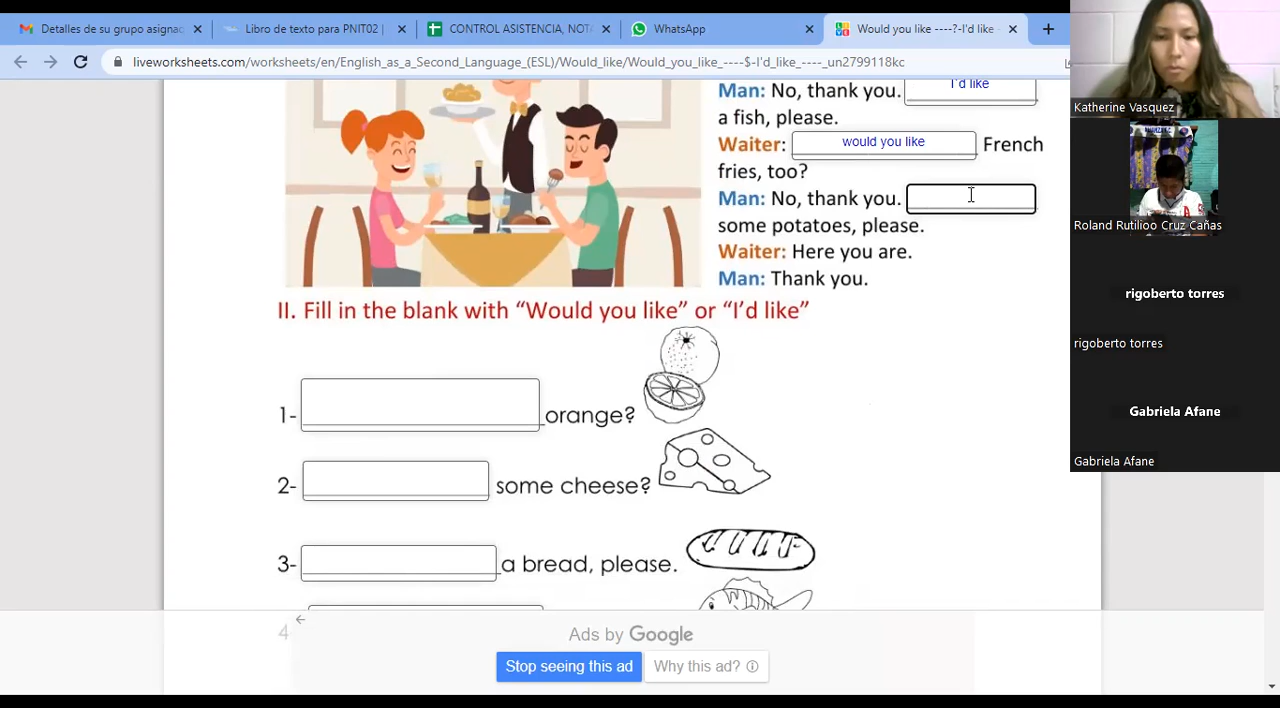 Detalles de su grupo asignac
Libro de texto para PNIT02 |
CONTROL ASISTENCIA, NOT
WhatsApp
Would you like ----?-I'd like
liveworksheets.com/worksheets/en/English_as_a_Second_Language_(ESL)/Would_like/Would_you_like_----$-I'd_like_----_un2799118kc
Man: No, thank you. I'd like
a fish, please.
Waiter: would you like French
fries, too?
Man: No, thank you.
some potatoes, please.
Waiter: Here you are.
Man: Thank you.
II. Fill in the blank with “Would you like” or “I’d like”
1- orange?
2- some cheese?
3- a bread, please.
4
Ads by Google
Stop seeing this ad
Why this ad?
Katherine Vasquez
Roland Rutilioo Cruz Cañas
rigoberto torres
rigoberto torres
Gabriela Afane
Gabriela Afane